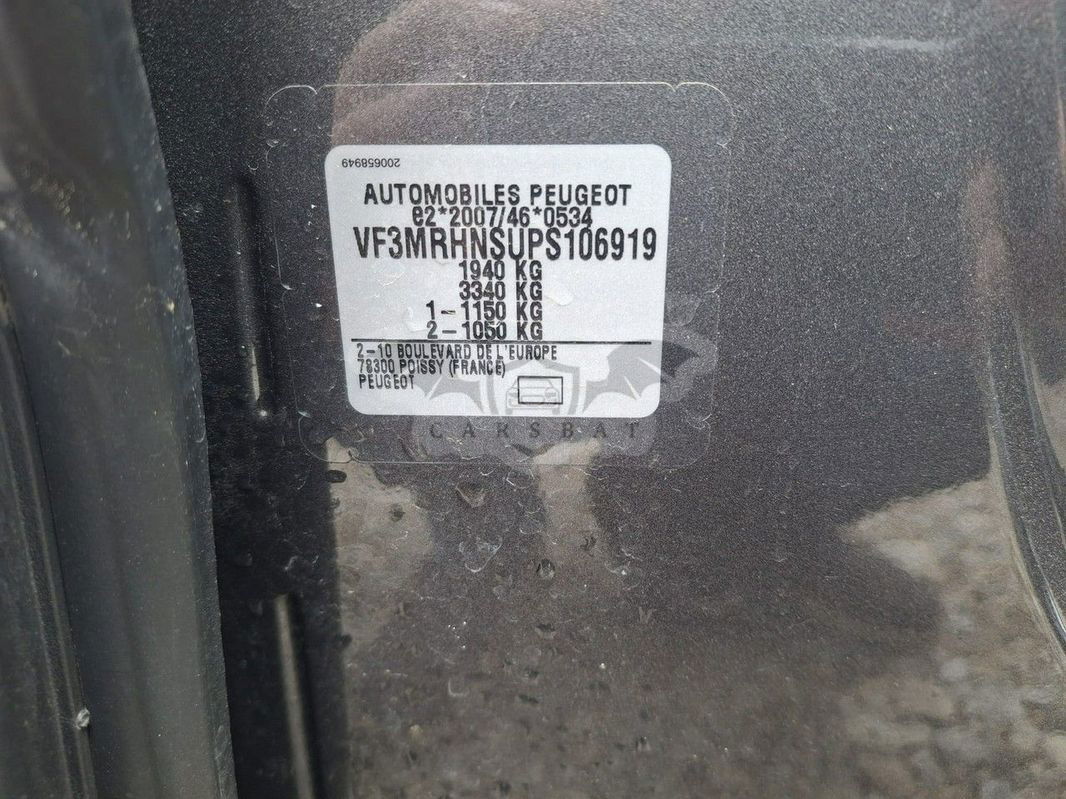 200658949
AUTOMOBILES PEUGEOT
e2*2007/46*0534
VF3MRHNSUPS106919
1940 KG
3340 KG
1-1150 KG
2-1050 KG
2-10 BOULEVARD DE L'EUROPE
78300 POISSY (FRANCE)
PEUGEOT
CARSBAT